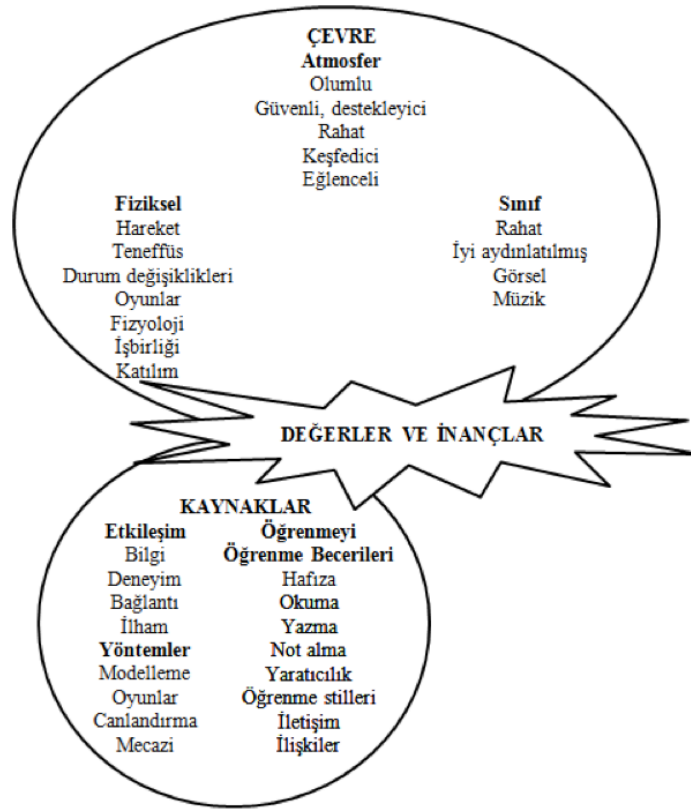 ÇEVRE
Atmosfer
Olumlu
Güvenli, destekleyici
Rahat
Keşfedici
Eğlenceli
Fiziksel
Hareket
Teneffüs
Durum değişiklikleri
Oyunlar
Fizyoloji
İşbirliği
Katılım
Sınıf
Rahat
İyi aydınlatılmış
Görsel
Müzik
DEĞERLER VE İNANÇLAR
KAYNAKLAR
Etkileşim
Bilgi
Deneyim
Bağlantı
İlham
Yöntemler
Modelleme
Oyunlar
Canlandırma
Mecazi
Öğrenmeyi
Öğrenme Becerileri
Hafıza
Okuma
Yazma
Not alma
Yaratıcılık
Öğrenme stilleri
İletişim
İlişkiler